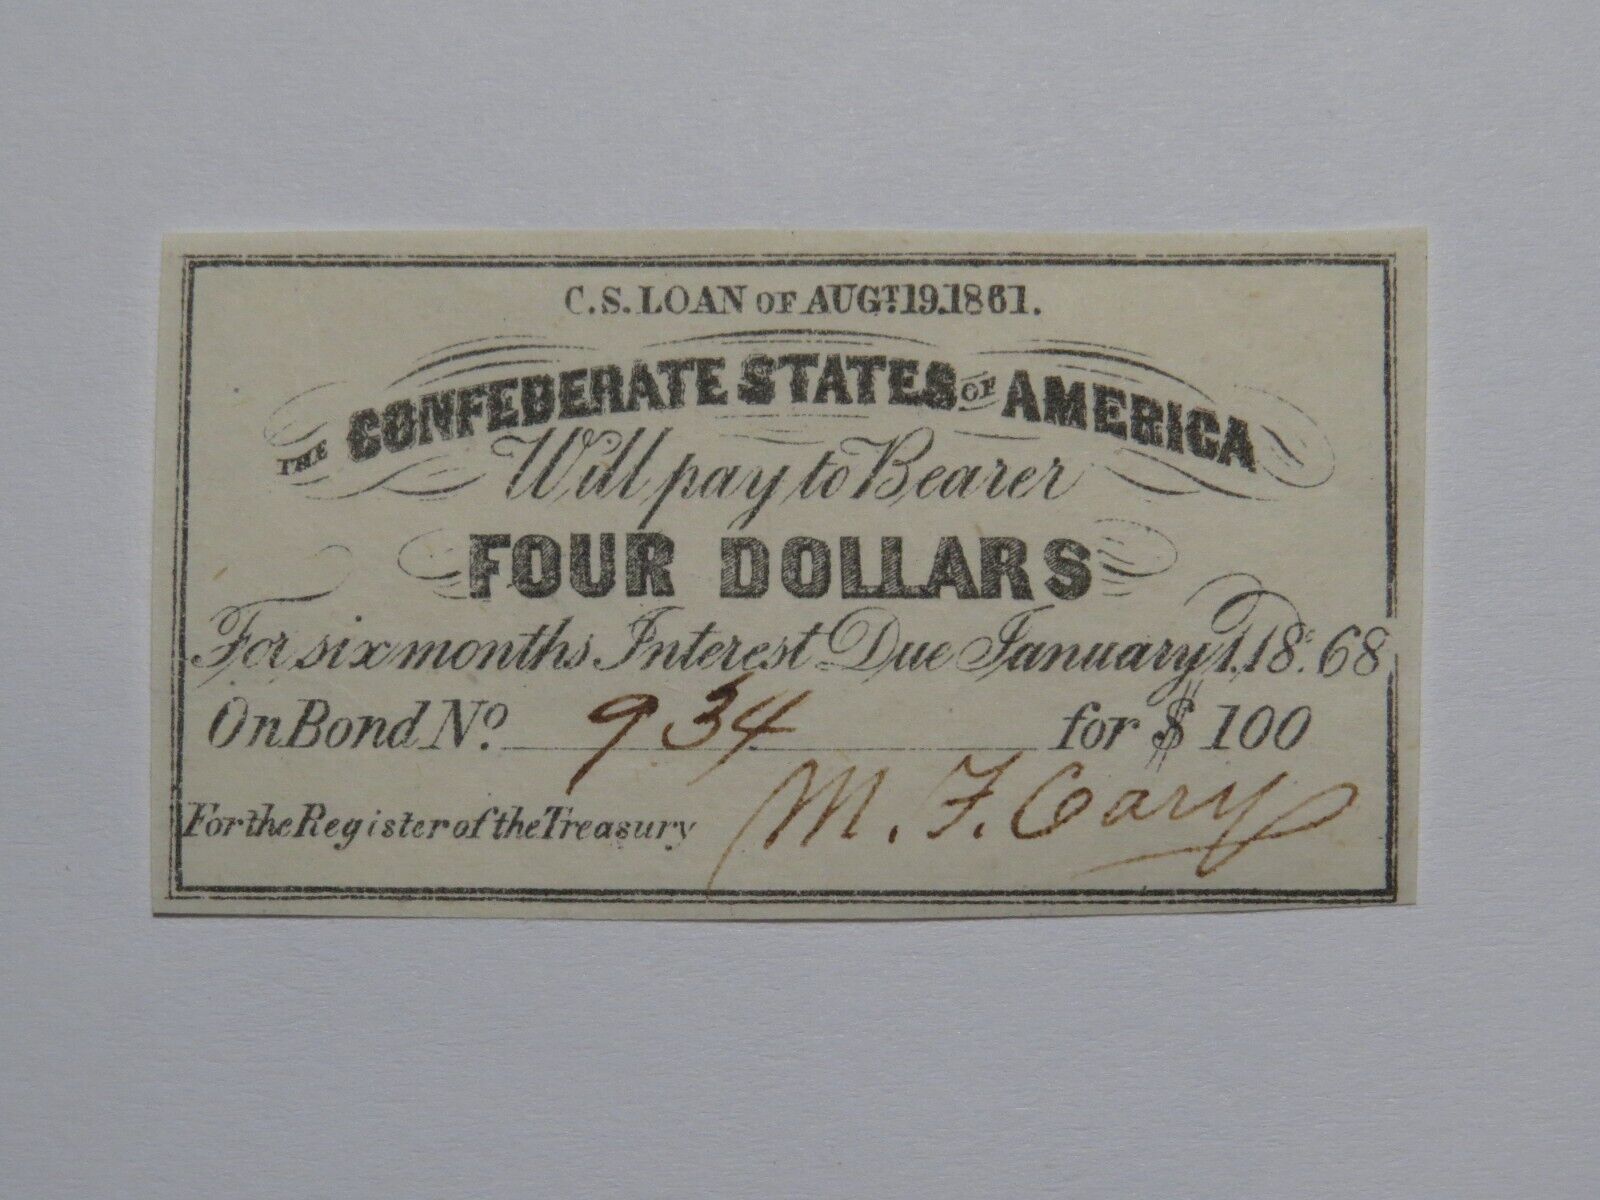 C.S. LOAN OF AUGT. 19. 1861.
THE CONFEDERATE STATES OF AMERICA
Will pay to Bearer
FOUR DOLLARS
For six months Interest Due January 1, 1868
On Bond No. 934 for $100
For the Register of the Treasury M. F. Cary